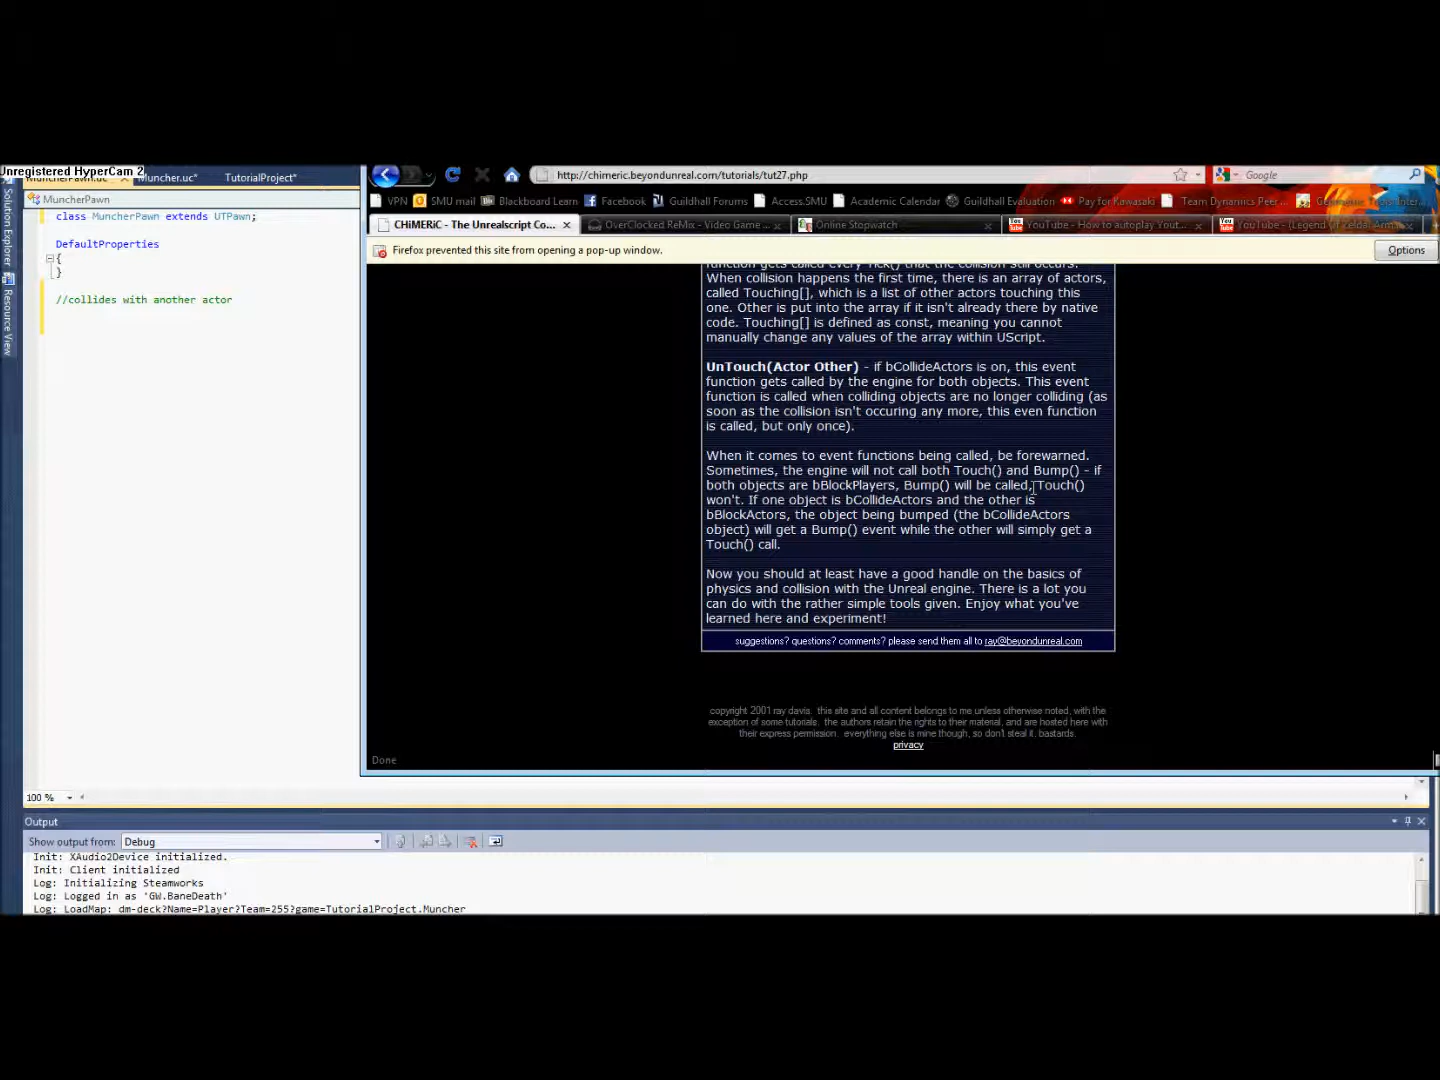 Unregistered HyperCam 2
Muncher.uc*
TutorialProject*
http://chimeric.beyondunreal.com/tutorials/tut27.php
Google
VPN
SMU mail
Blackboard Learn
Facebook
Guildhall Forums
Access.SMU
Academic Calendar
Guildhall Evaluation
Pay for Kawasaki
Team Dynamics Peer ...
CHiMERiC - The Unrealscript Co...
OverClocked ReMix - Video Game ...
Online Stopwatch
YouTube - How to autoplay Yout...
Firefox prevented this site from opening a pop-up window.
Options
Solution Explorer
Resource View
MuncherPawn
class MuncherPawn extends UTPawn;
DefaultProperties
{
}
//collides with another actor
function gets called every Tick() that the collision still occurs.
When collision happens the first time, there is an array of actors,
called Touching[], which is a list of other actors touching this
one. Other is put into the array if it isn't already there by native
code. Touching[] is defined as const, meaning you cannot
manually change any values of the array within UScript.
UnTouch(Actor Other) - if bCollideActors is on, this event
function gets called by the engine for both objects. This event
function is called when colliding objects are no longer colliding (as
soon as the collision isn't occuring any more, this even function
is called, but only once).
When it comes to event functions being called, be forewarned.
Sometimes, the engine will not call both Touch() and Bump() - if
both objects are bBlockPlayers, Bump() will be called, Touch()
won't. If one object is bCollideActors and the other is
bBlockActors, the object being bumped (the bCollideActors
object) will get a Bump() event while the other will simply get a
Touch() call.
Now you should at least have a good handle on the basics of
physics and collision with the Unreal engine. There is a lot you
can do with the rather simple tools given. Enjoy what you've
learned here and experiment!
suggestions? questions? comments? please send them all to ray@beyondunreal.com
copyright 2001 ray davis. this site and all content belongs to me unless otherwise noted, with the
exception of some tutorials. the authors retain the rights to their material, and are hosted here with
their express permission. everything else is mine though, so don't steal it, bastards.
privacy
Done
100 %
Output
Show output from:
Debug
Init: XAudio2Device initialized.
Init: Client initialized
Log: Initializing Steamworks
Log: Logged in as 'GW.BaneDeath'
Log: LoadMap: dm-deck?Name=Player?Team=255?game=TutorialProject.Muncher